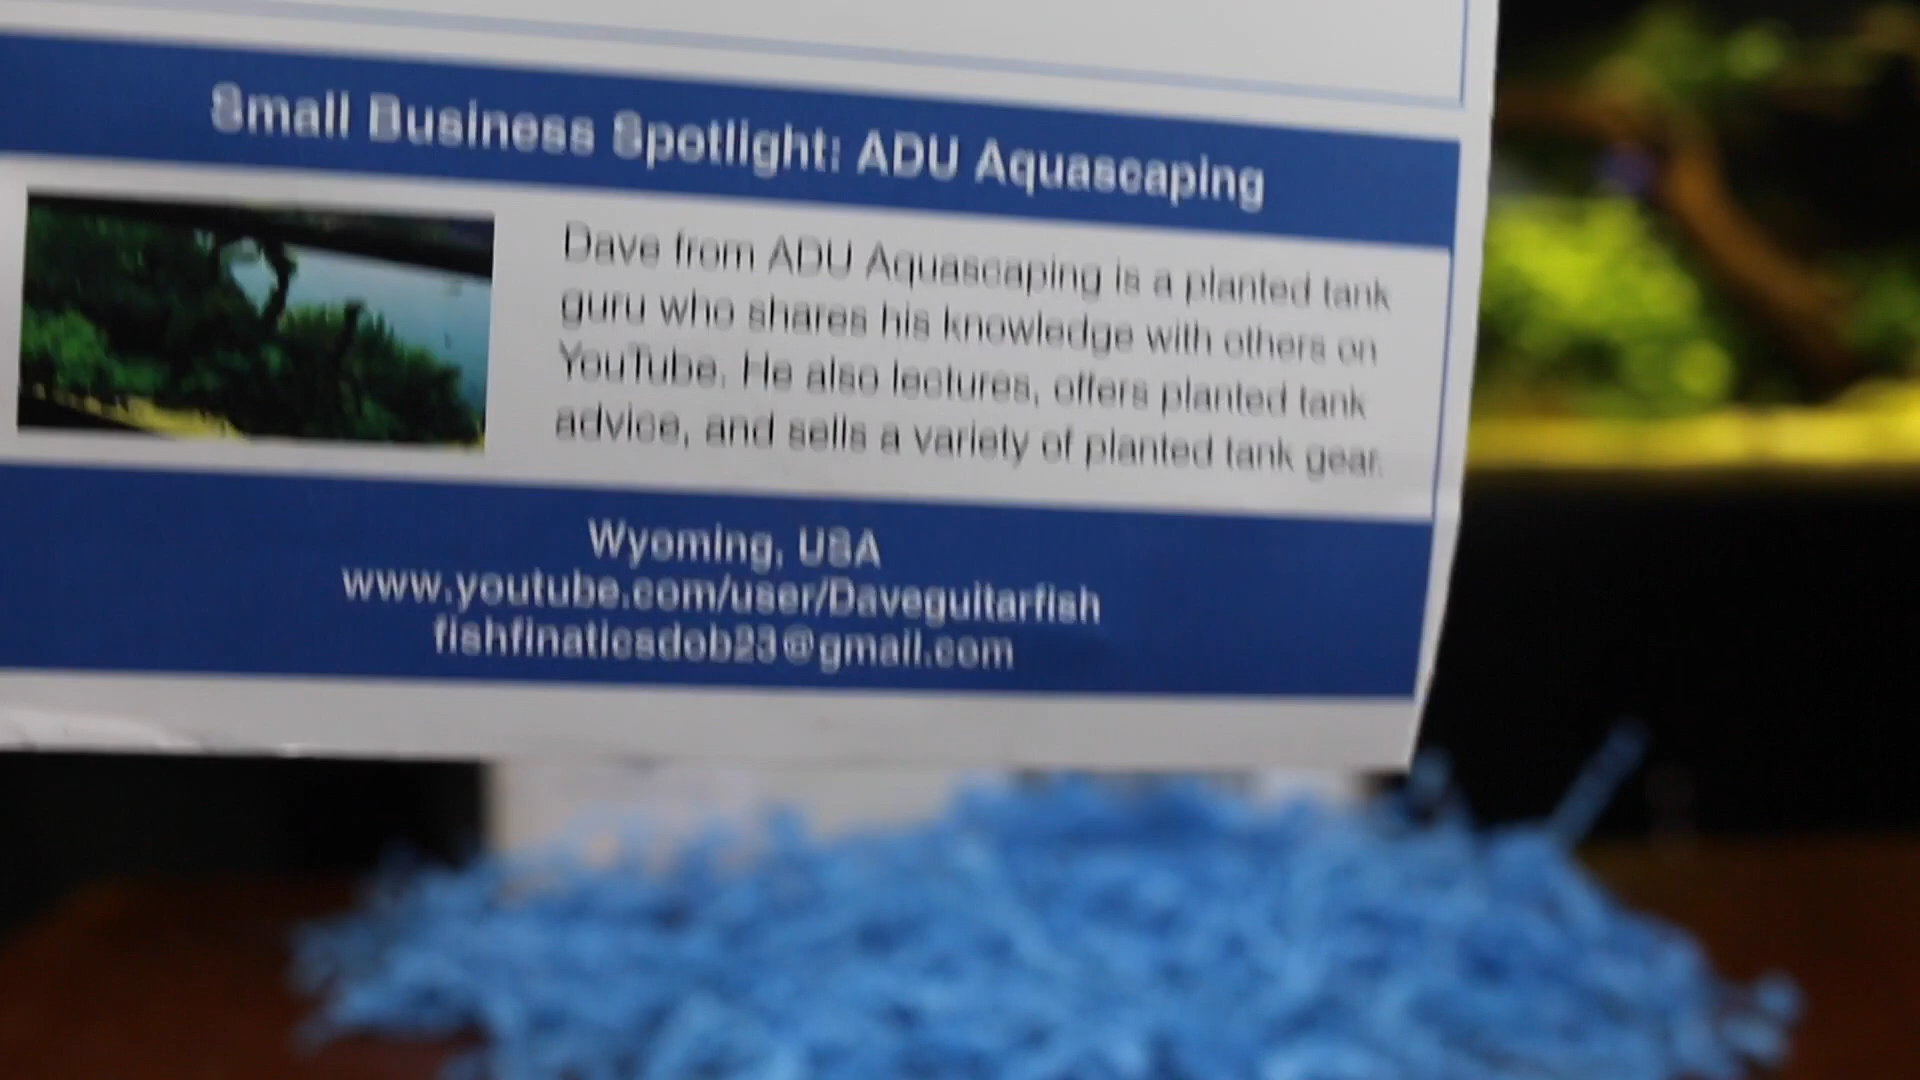 Small Business Spotlight: ADU Aquascaping
Dave from ADU Aquascaping is a planted tank
guru who shares his knowledge with others on
YouTube. He also lectures, offers planted tank
advice, and sells a variety of planted tank gear.
Wyoming, USA
www.youtube.com/user/Daveguitarfish
fishfinaticsdob23@gmail.com